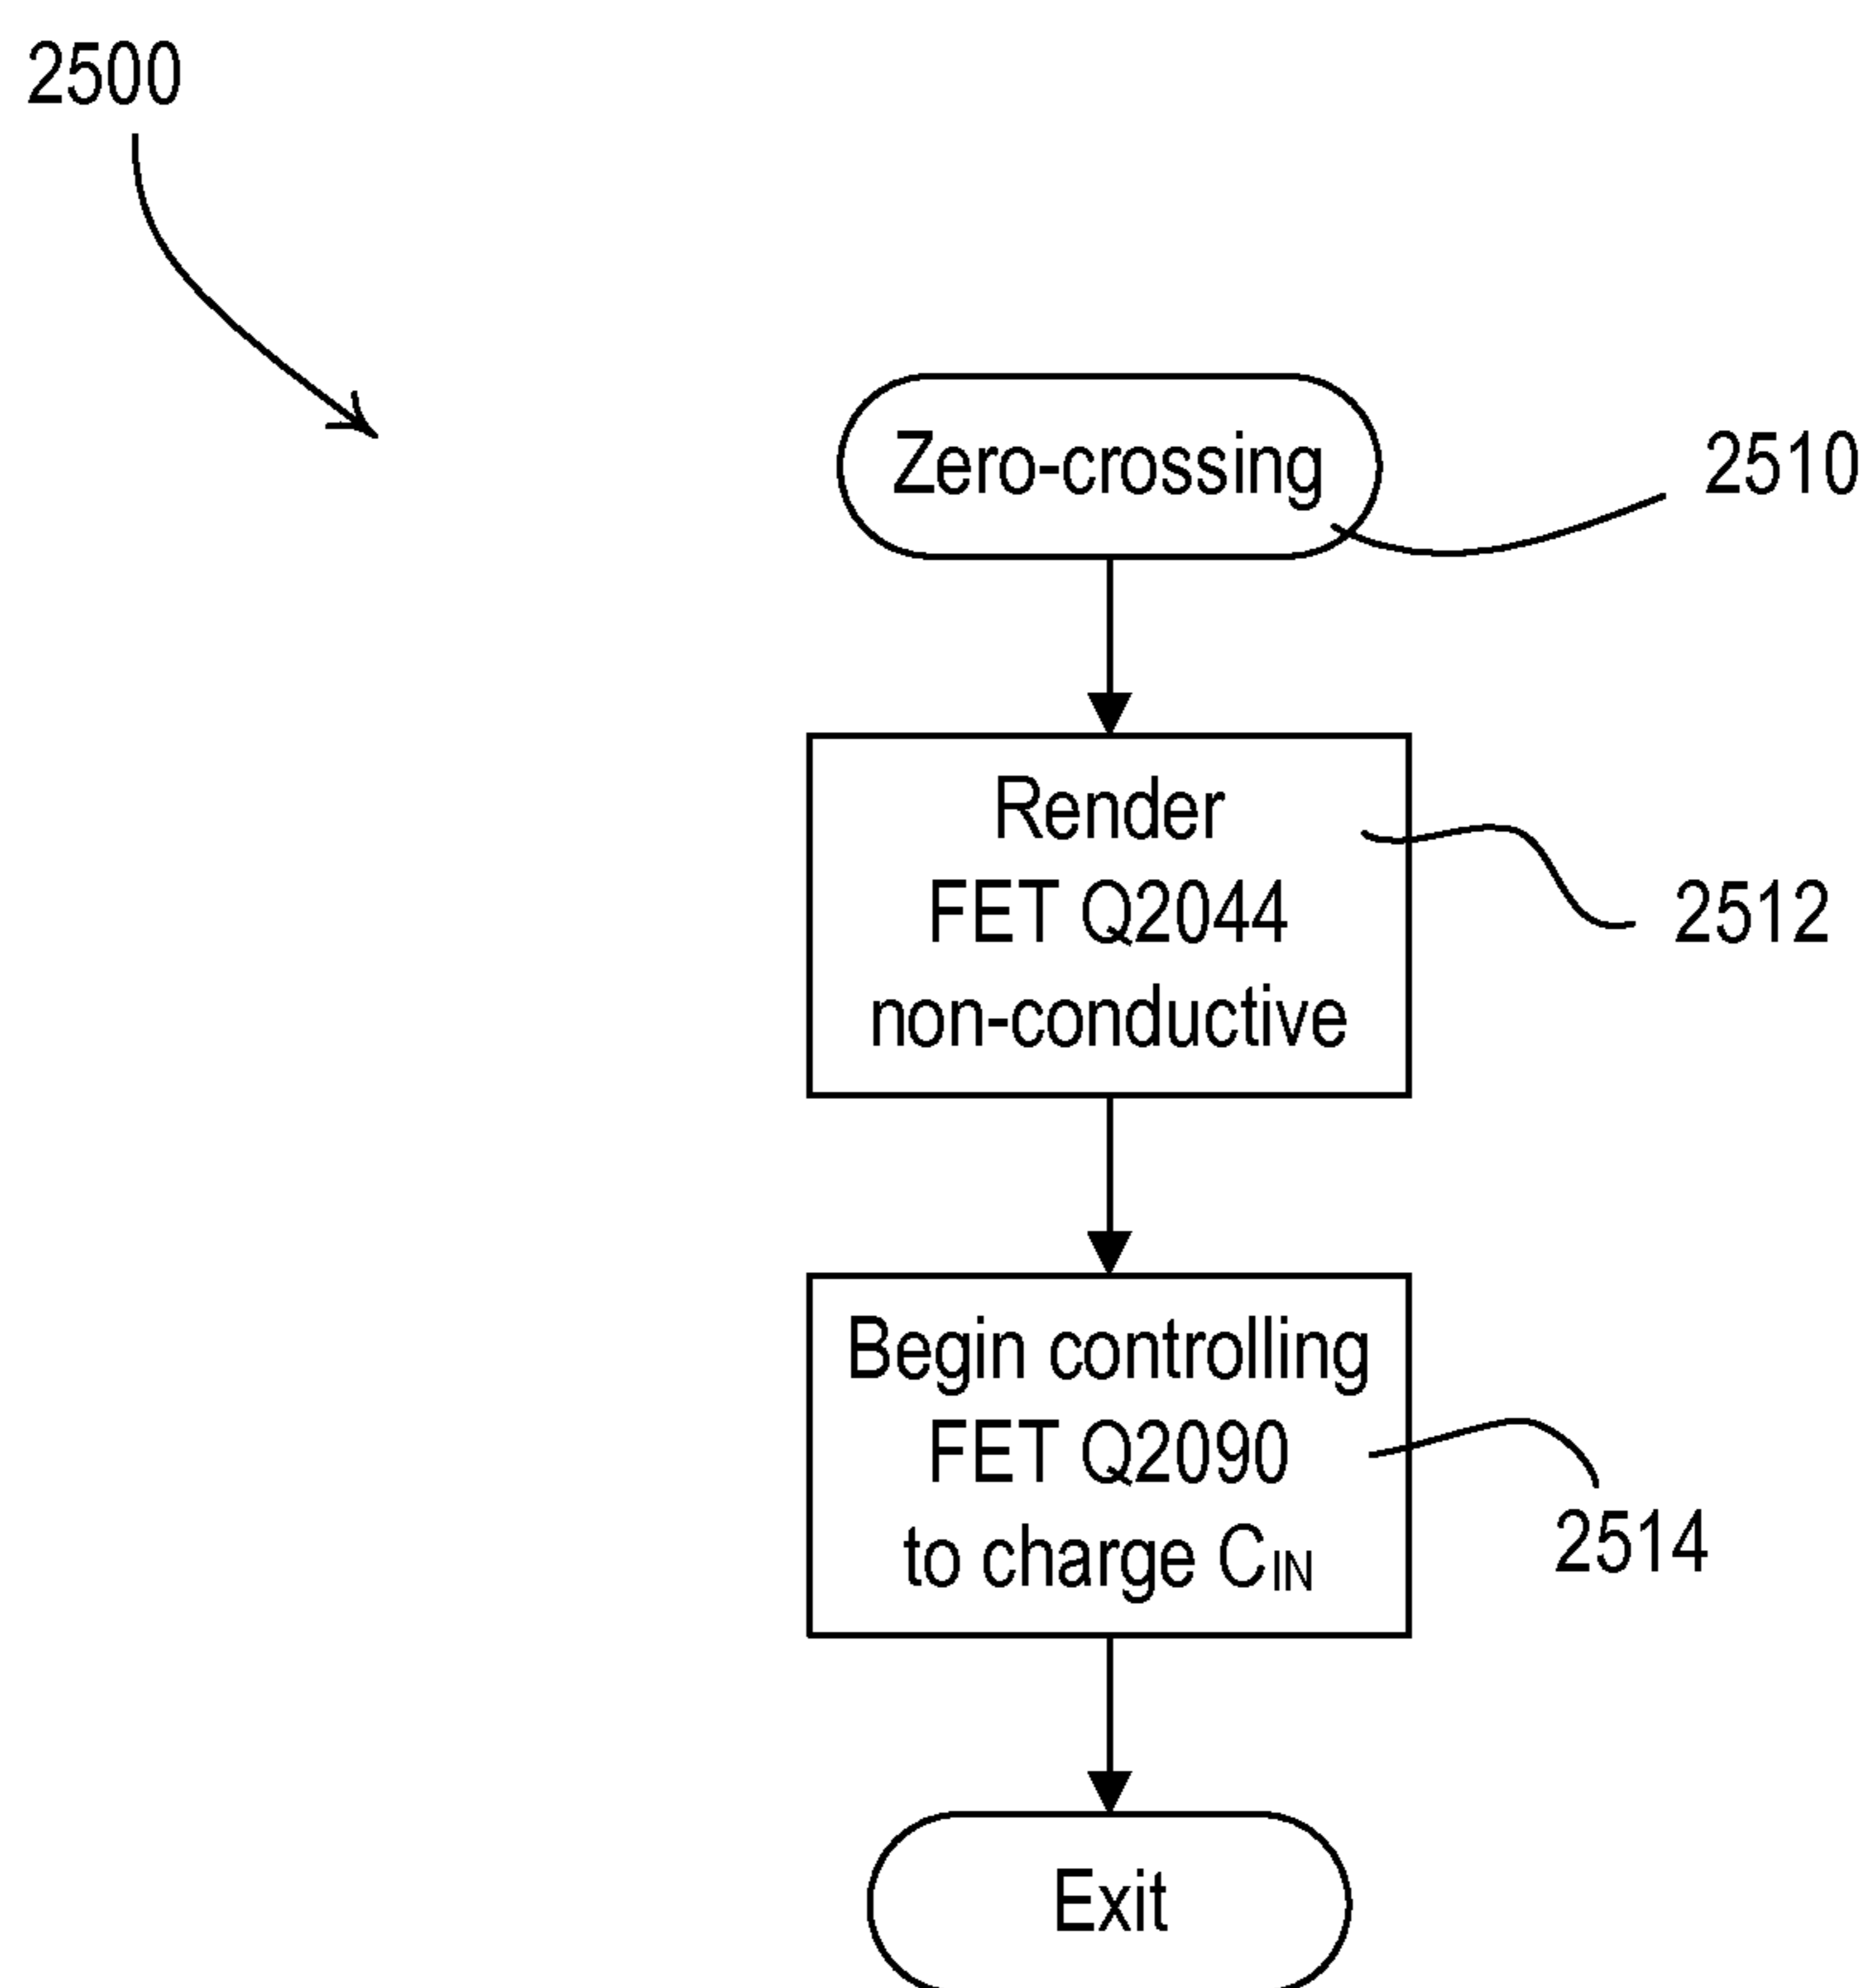 2500
Zero-crossing
2510
Render
FET Q2044
non-conductive
2512
Begin controlling
FET Q2090
to charge CIN
2514
Exit